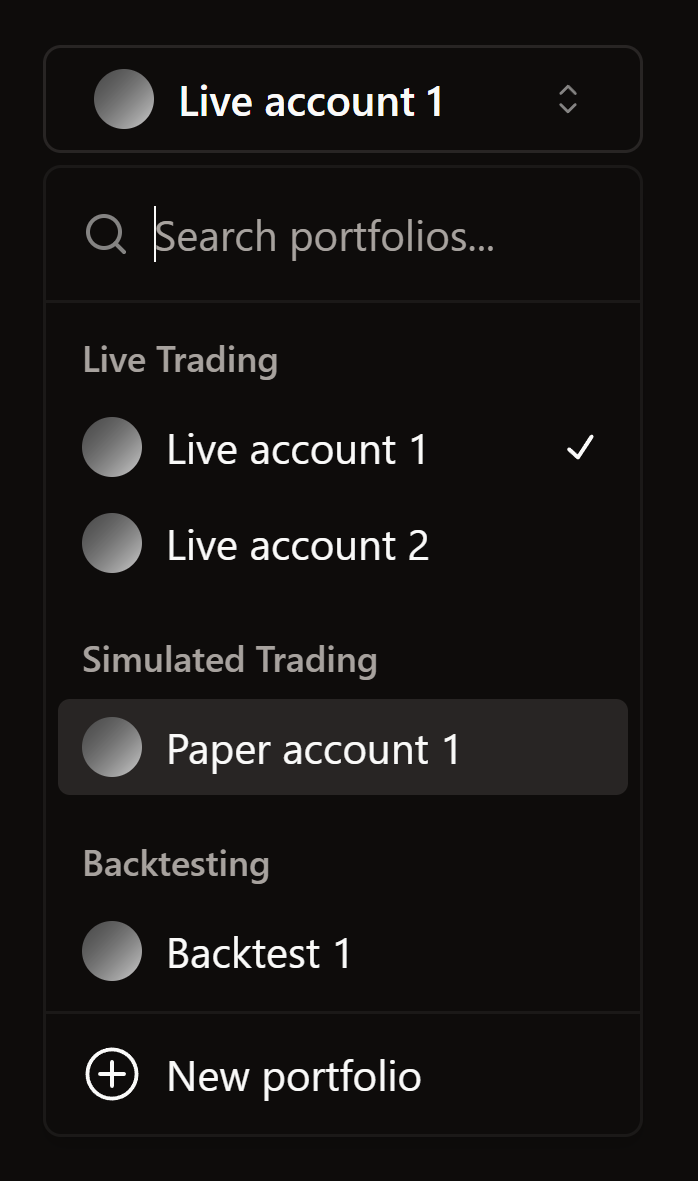 Live account 1
Search portfolios...
Live Trading
Live account 1
Live account 2
Simulated Trading
Paper account 1
Backtesting
Backtest 1
New portfolio